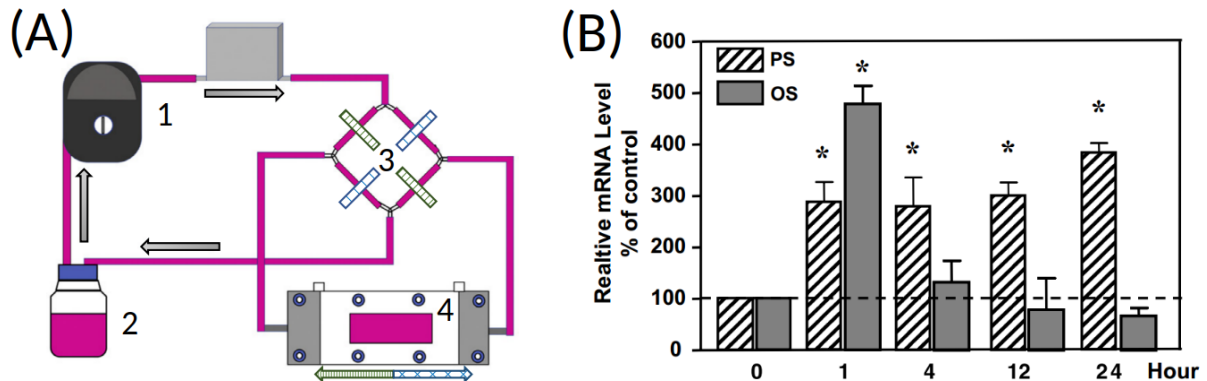 (A)
1
2
3
4
(B)
Realtive mRNA Level
% of control
600
500
400
300
200
100
0
PS
OS
*
*
*
*
*
0 1 4 12 24 Hour